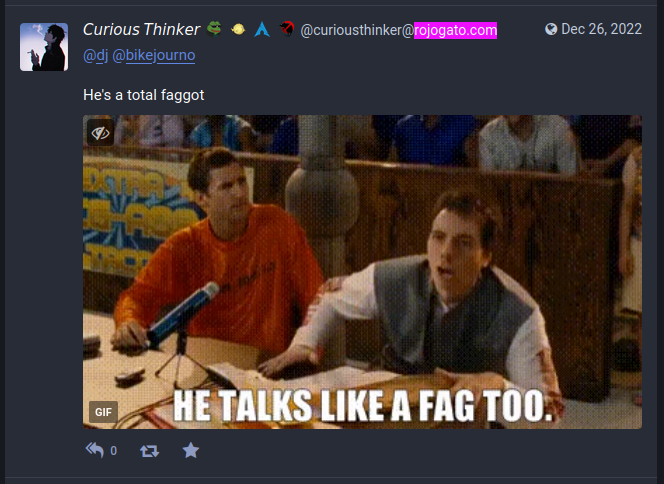 Curious Thinker @curiousthinker@rojogato.com Dec 26, 2022
@dj @bikejourno
He's a total faggot
GIF
HE TALKS LIKE A FAG TOO.
0